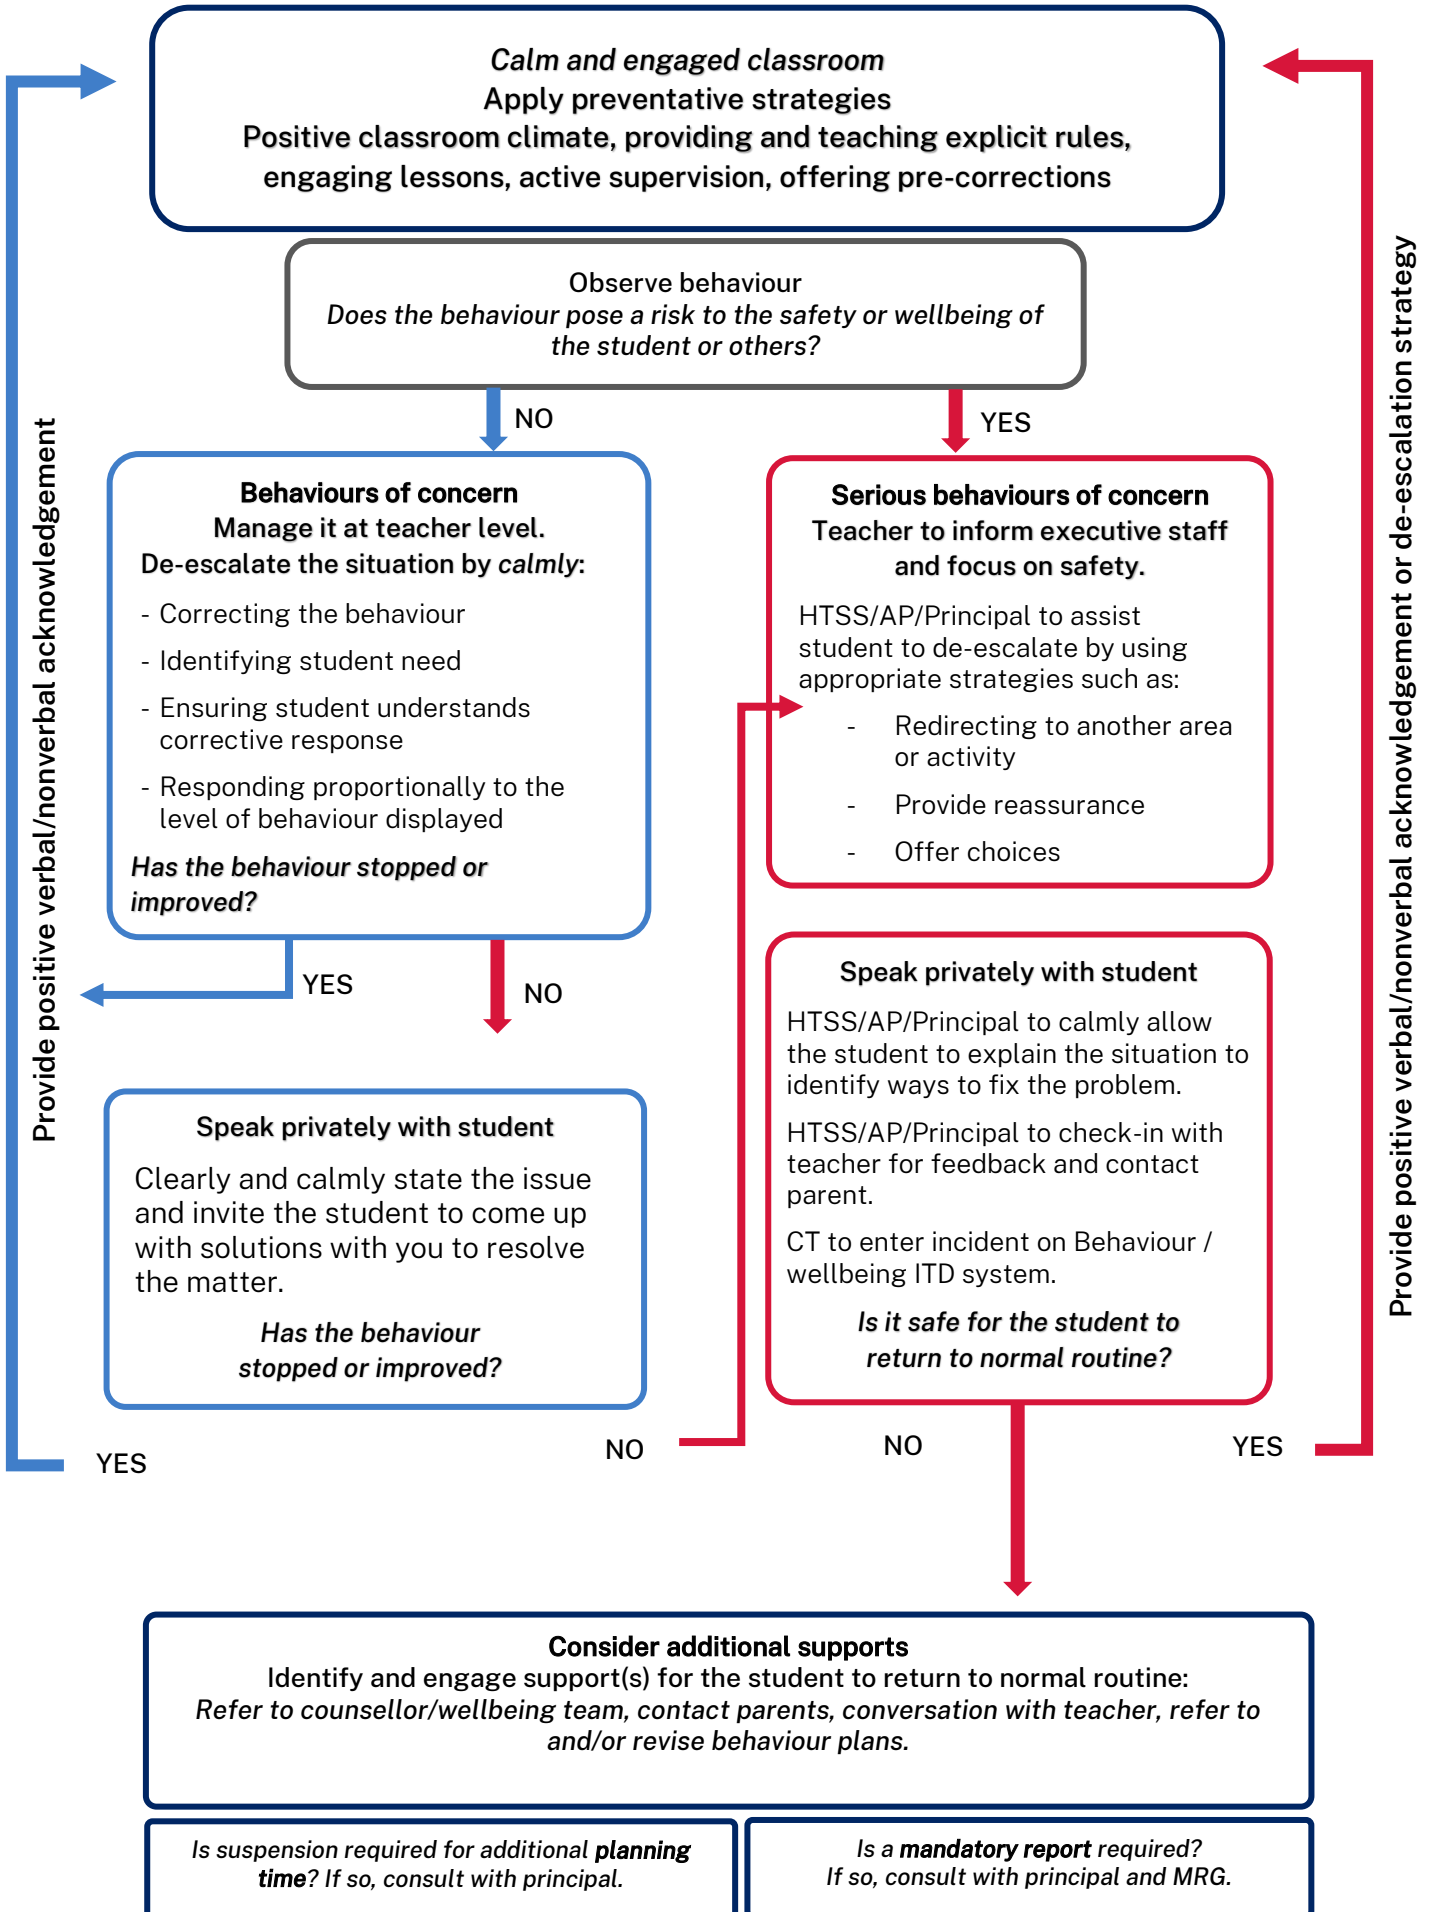 Calm and engaged classroom
Apply preventative strategies
Positive classroom climate, providing and teaching explicit rules,
engaging lessons, active supervision, offering pre-corrections
Observe behaviour
Does the behaviour pose a risk to the safety or wellbeing of
the student or others?
NO
YES
Provide positive verbal/nonverbal acknowledgement
Behaviours of concern
Manage it at teacher level.
De-escalate the situation by calmly:
- Correcting the behaviour
- Identifying student need
- Ensuring student understands
corrective response
- Responding proportionally to the
level of behaviour displayed
Has the behaviour stopped or
improved?
YES
NO
Speak privately with student
Clearly and calmly state the issue
and invite the student to come up
with solutions with you to resolve
the matter.
Has the behaviour
stopped or improved?
YES
NO
Serious behaviours of concern
Teacher to inform executive staff
and focus on safety.
HTSS/AP/Principal to assist
student to de-escalate by using
appropriate strategies such as:
- Redirecting to another area
or activity
- Provide reassurance
- Offer choices
Speak privately with student
HTSS/AP/Principal to calmly allow
the student to explain the situation to
identify ways to fix the problem.
HTSS/AP/Principal to check-in with
teacher for feedback and contact
parent.
CT to enter incident on Behaviour /
wellbeing ITD system.
Is it safe for the student to
return to normal routine?
NO
YES
Provide positive verbal/nonverbal acknowledgement or de-escalation strategy
Consider additional supports
Identify and engage support(s) for the student to return to normal routine:
Refer to counsellor/wellbeing team, contact parents, conversation with teacher, refer to
and/or revise behaviour plans.
Is suspension required for additional planning
time? If so, consult with principal.
Is a mandatory report required?
If so, consult with principal and MRG.